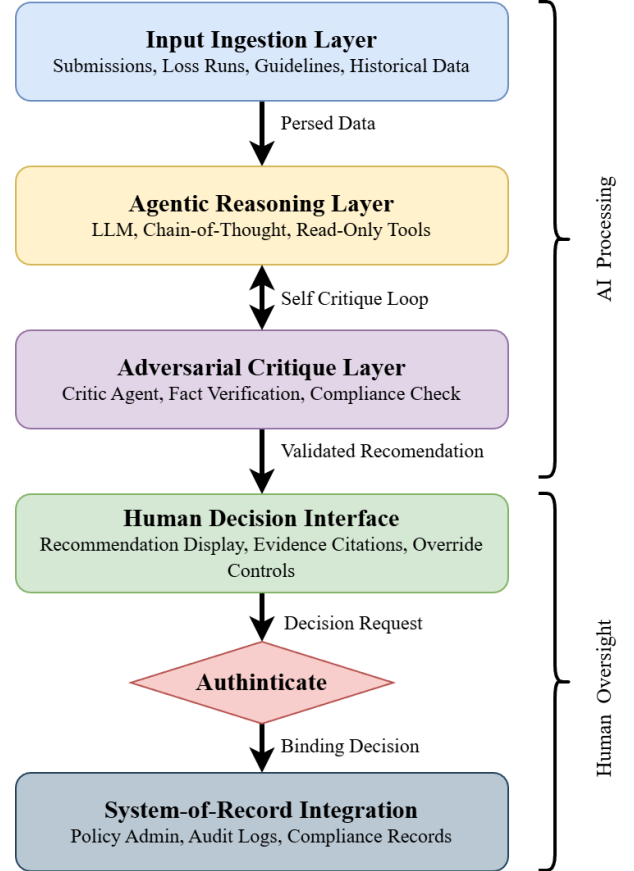 Input Ingestion Layer
Submissions, Loss Runs, Guidelines, Historical Data
Persed Data
Agentic Reasoning Layer
LLM, Chain-of-Thought, Read-Only Tools
Self Critique Loop
Adversarial Critique Layer
Critic Agent, Fact Verification, Compliance Check
Validated Recomendation
AI Processing
Human Decision Interface
Recommendation Display, Evidence Citations, Override
Controls
Decision Request
Authinticate
Binding Decision
System-of-Record Integration
Policy Admin, Audit Logs, Compliance Records
Human Oversight